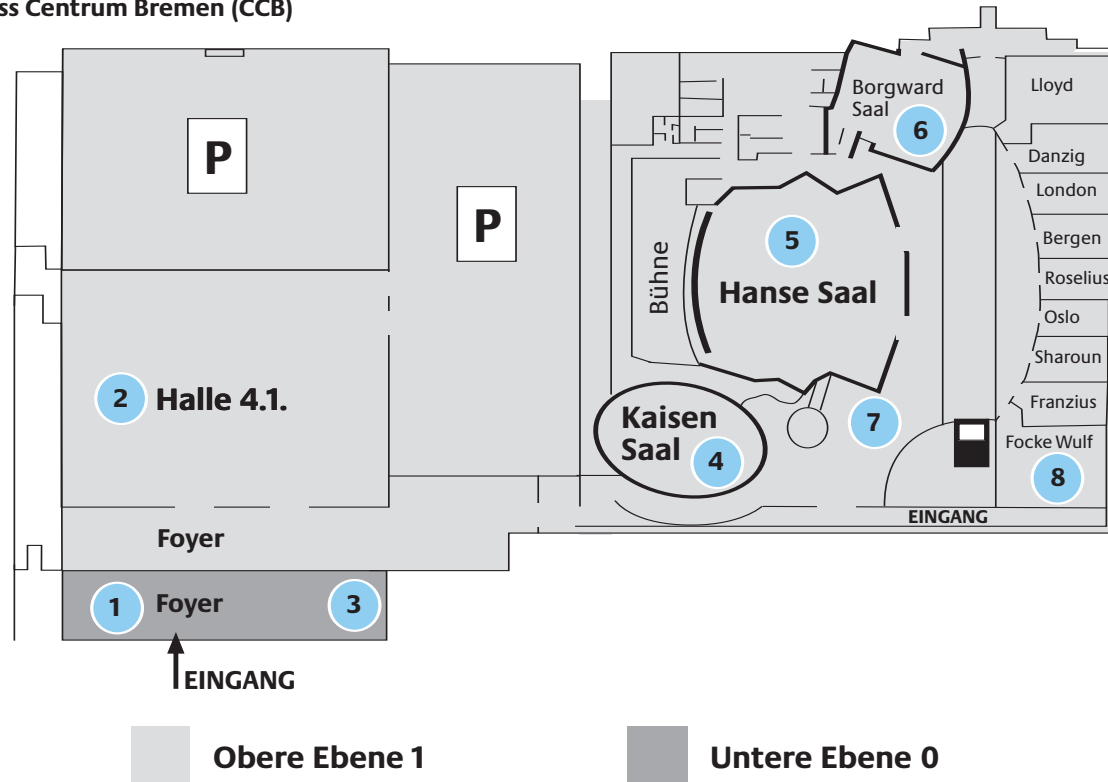 ss Centrum Bremen (CCB)
P
P
Borgward
Saal
6
Lloyd
Danzig
London
Bergen
Roselius
Oslo
Sharoun
Franzius
Focke Wulf
8
Bühne
5
Hanse Saal
2 Halle 4.1.
Kaisen
Saal
4
7
EINGANG
Foyer
1 Foyer 3
EINGANG
Obere Ebene 1
Untere Ebene 0